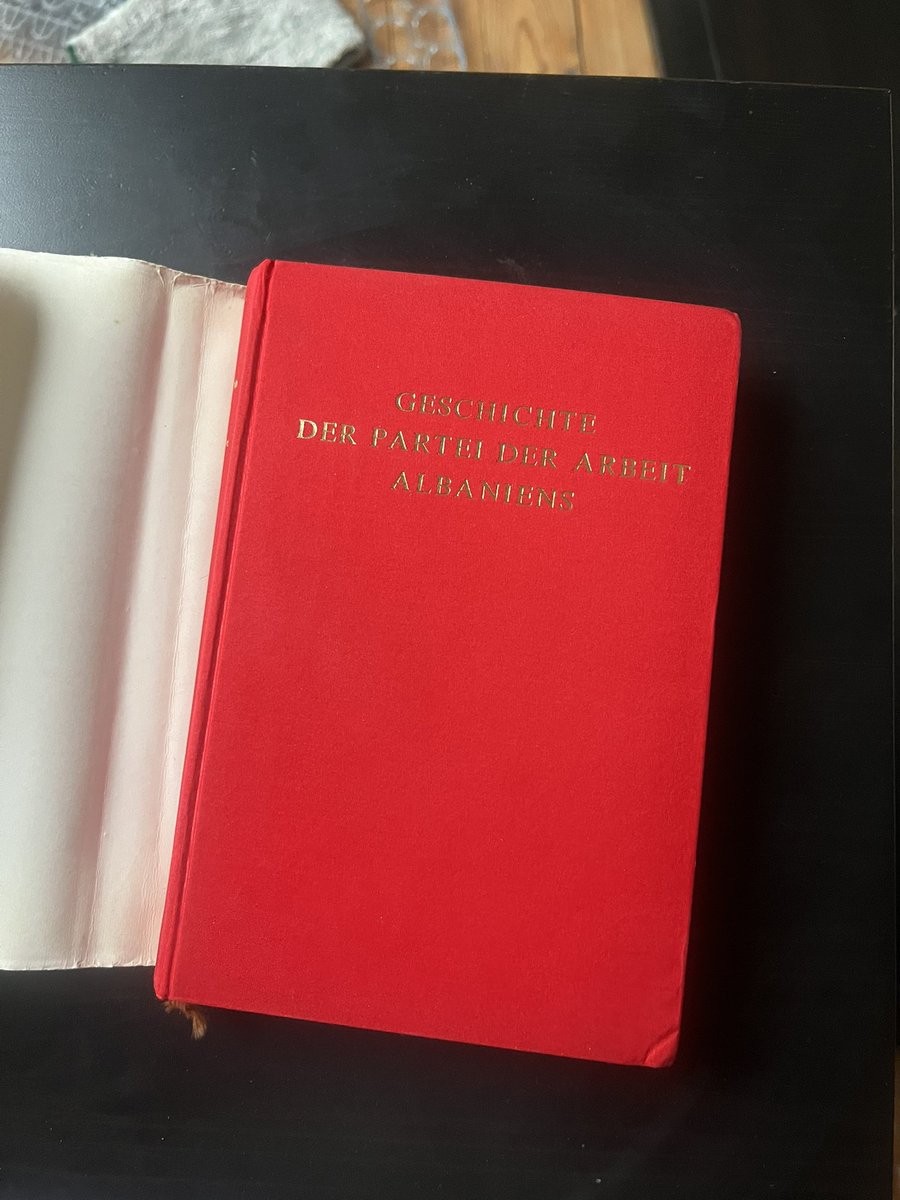 GESCHICHTE
DER PARTEI DER ARBEIT
ALBANIENS